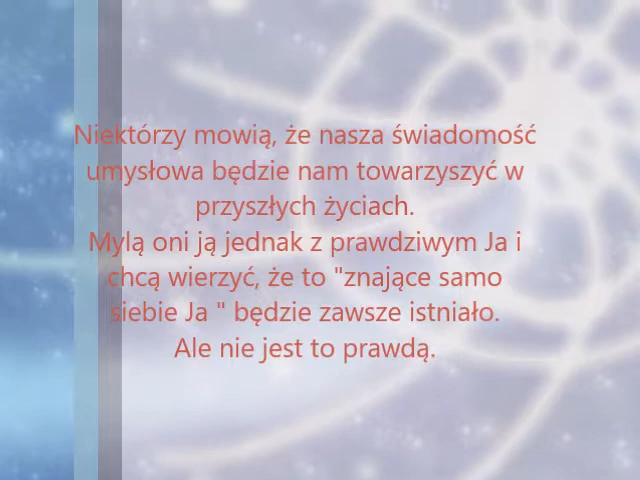 Niektórzy mowią, że nasza świadomość
umysłowa będzie nam towarzyszyć w
przyszłych życiach.
Mylą oni ją jednak z prawdziwym Ja i
chcą wierzyć, że to "znające samo
siebie Ja " będzie zawsze istniało.
Ale nie jest to prawdą.